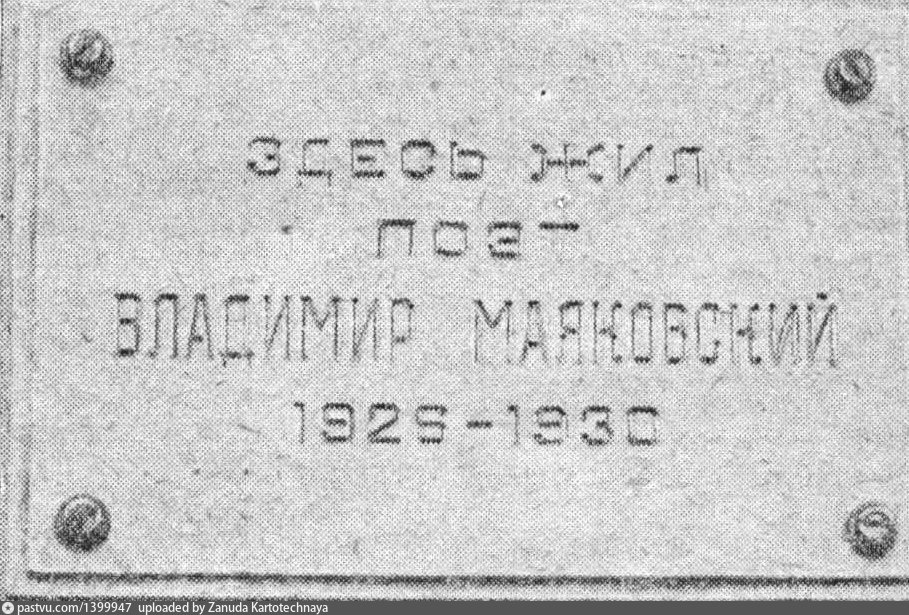 ЗДЕСЬ ЖИЛ
ПОЭТ
ВЛАДИМИР МАЯКОВСКИЙ
1926-1930
pastvu.com/1399947 uploaded by Zanuda Kartotechnaya